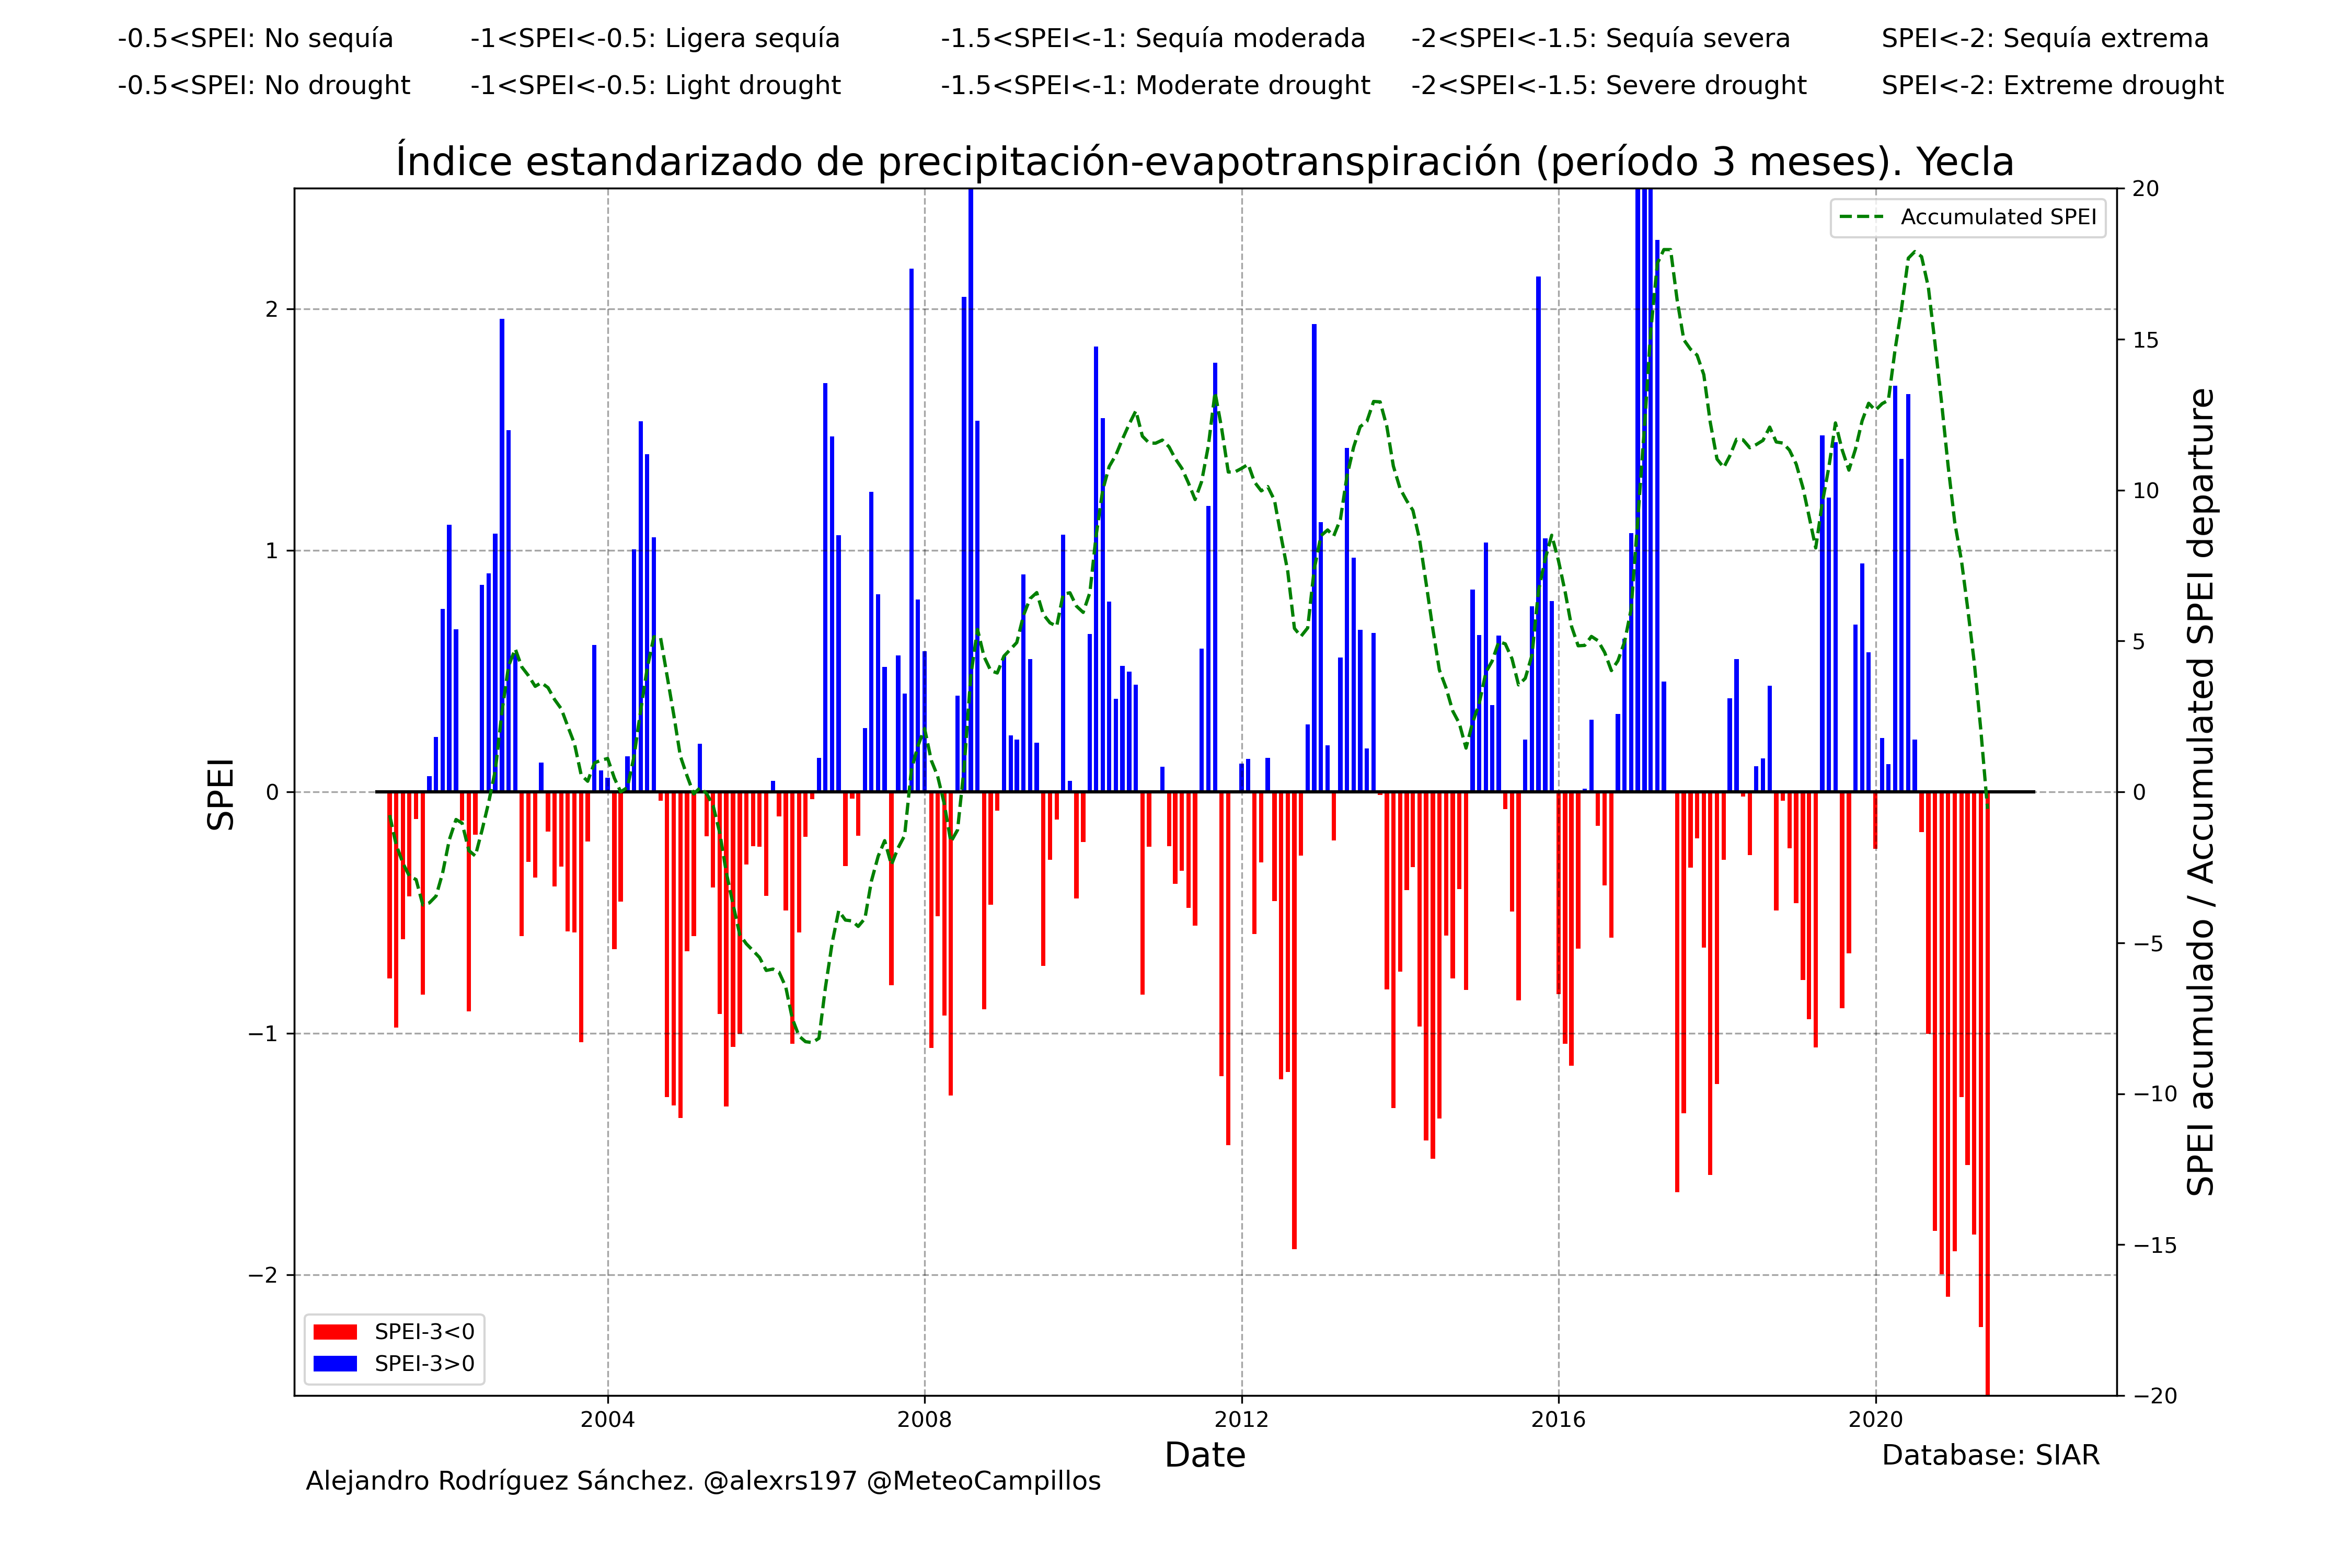 -0.5<SPEI: No sequía -1<SPEI<-0.5: Ligera sequía -1.5<SPEI<-1: Sequía moderada -2<SPEI<-1.5: Sequía severa SPEI<-2: Sequía extrema
-0.5<SPEI: No drought -1<SPEI<-0.5: Light drought -1.5<SPEI<-1: Moderate drought -2<SPEI<-1.5: Severe drought SPEI<-2: Extreme drought
Índice estandarizado de precipitación-evapotranspiración (período 3 meses). Yecla
Accumulated SPEI
SPEI
2
1
0
−1
−2
20
15
10
5
0
−5
−10
−15
−20
SPEI acumulado / Accumulated SPEI departure
SPEI-3<0
SPEI-3>0
2004 2008 2012 2016 2020
Date
Database: SIAR
Alejandro Rodríguez Sánchez. @alexrs197 @MeteoCampillos